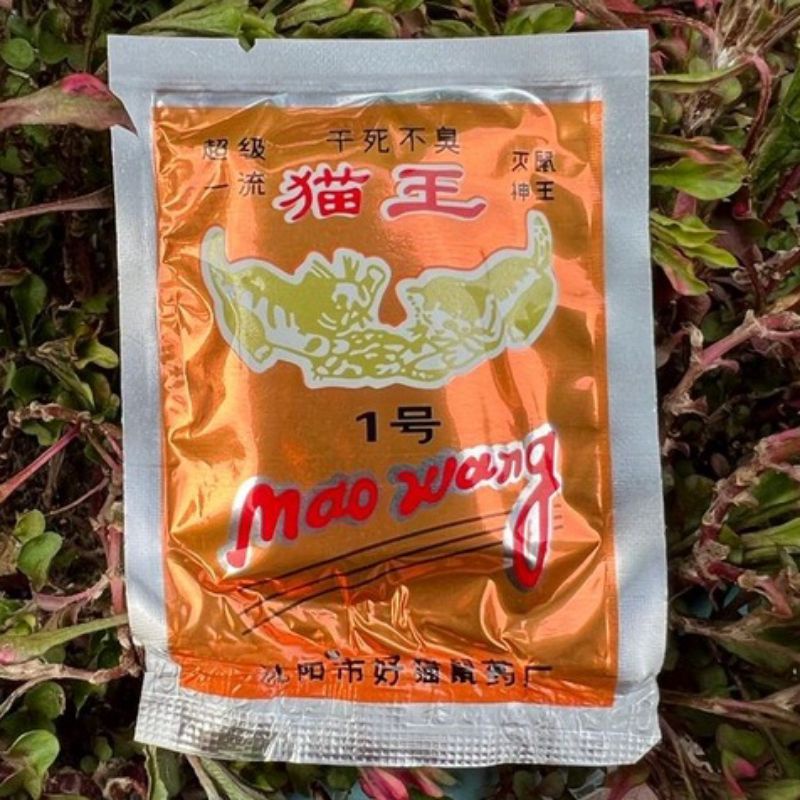 干死不臭
超级
一流
猫王
灭鼠
神王
1号
mao wang
沈阳市好猫鼠药厂